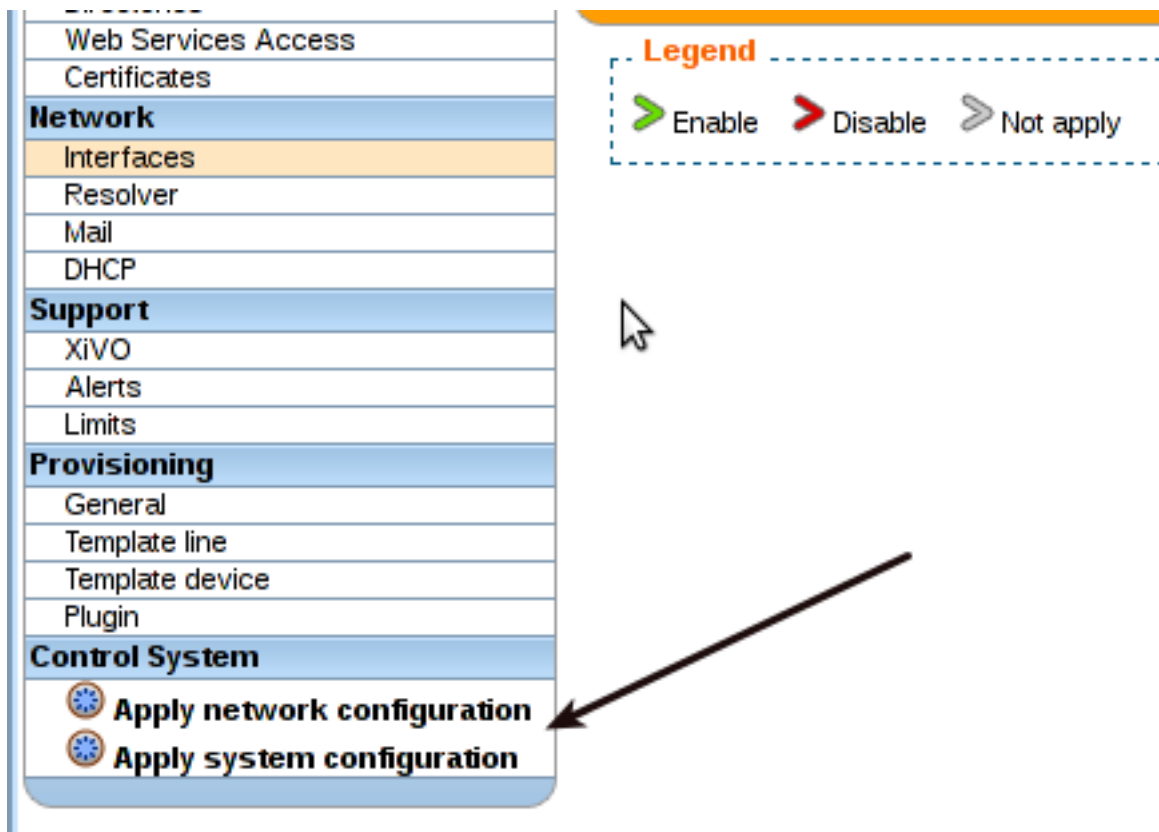 Web Services Access
Certificates
Network
Interfaces
Resolver
Mail
DHCP
Support
XiVO
Alerts
Limits
Provisioning
General
Template line
Template device
Plugin
Control System
Apply network configuration
Apply system configuration
Legend
Enable Disable Not apply